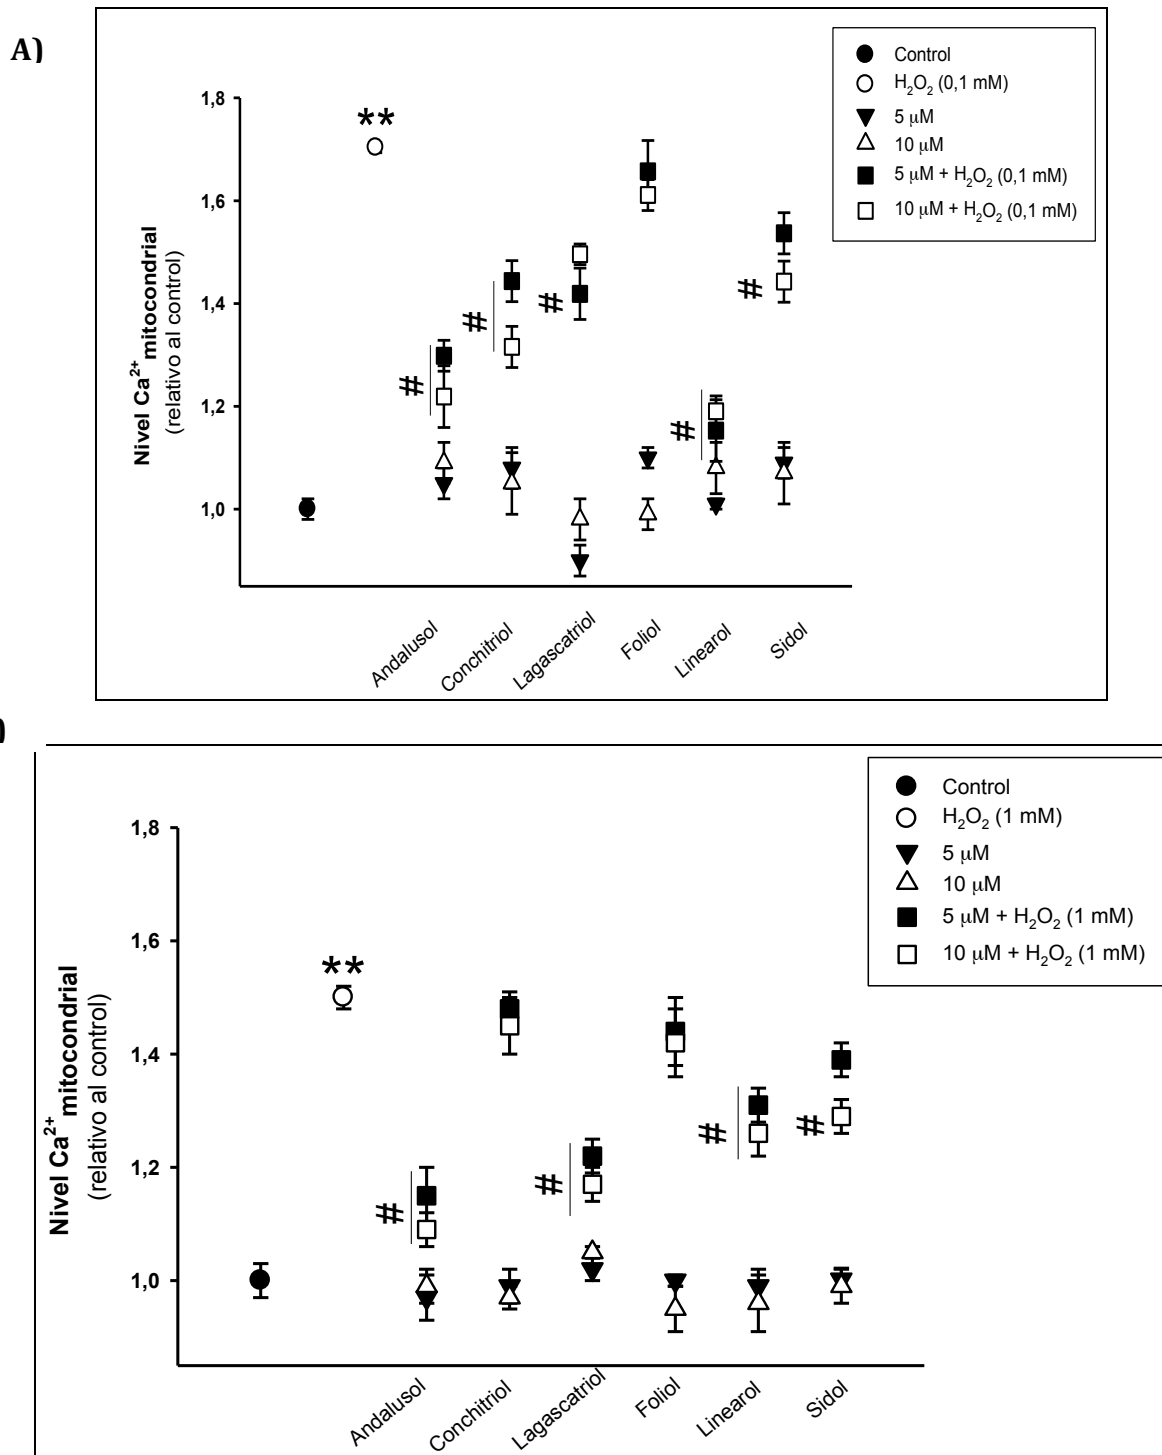 A)
Control
H₂O₂ (0,1 mM)
5 μM
10 μM
5 μM + H₂O₂ (0,1 mM)
10 μM + H₂O₂ (0,1 mM)
Nivel Ca²⁺ mitocondrial
(relativo al control)
1,8
1,6
1,4
1,2
1,0
**
#
#
#
#
#
Andalusol
Conchitriol
Lagascatriol
Foliol
Linearol
Sidol
)
Control
H₂O₂ (1 mM)
5 μM
10 μM
5 μM + H₂O₂ (1 mM)
10 μM + H₂O₂ (1 mM)
Nivel Ca²⁺ mitocondrial
(relativo al control)
1,8
1,6
1,4
1,2
1,0
**
#
#
#
#
Andalusol
Conchitriol
Lagascatriol
Foliol
Linearol
Sidol